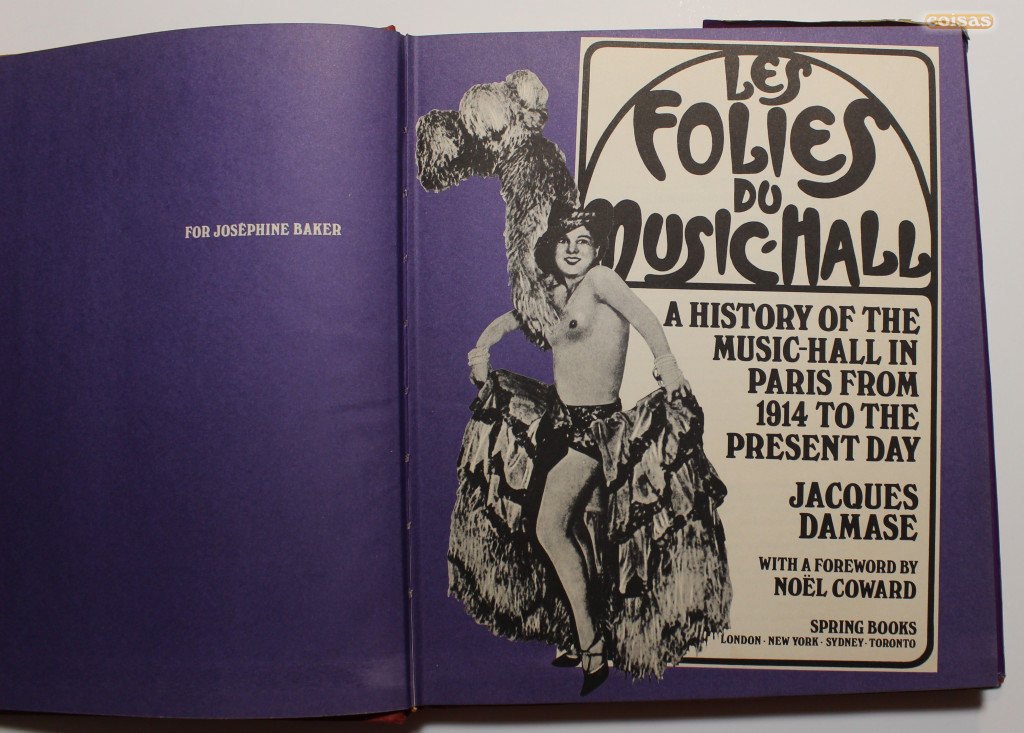 coisas
FOR JOSÈPHINE BAKER
LES
FOLIES
DU
MUSIC-HALL
A HISTORY OF THE
MUSIC-HALL IN
PARIS FROM
1914 TO THE
PRESENT DAY
JACQUES
DAMASE
WITH A FOREWORD BY
NOËL COWARD
SPRING BOOKS
LONDON · NEW YORK · SYDNEY · TORONTO